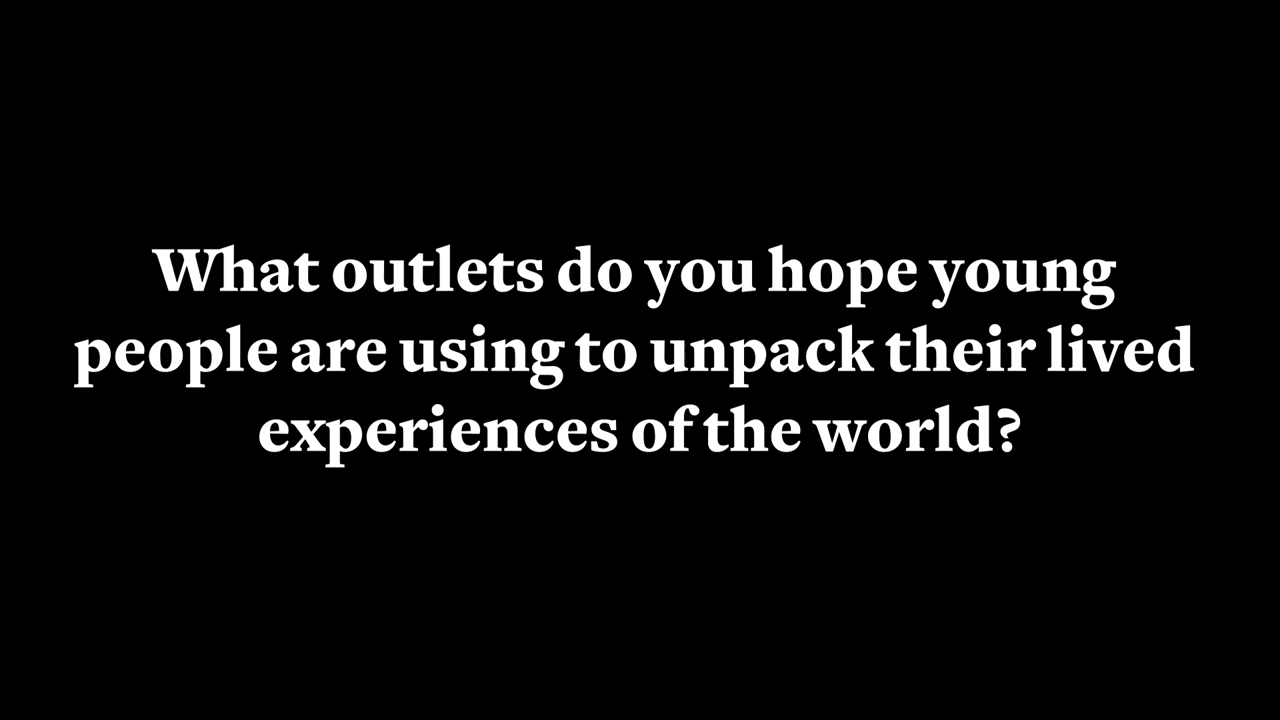 What outlets do you hope young
people are using to unpack their lived
experiences of the world?